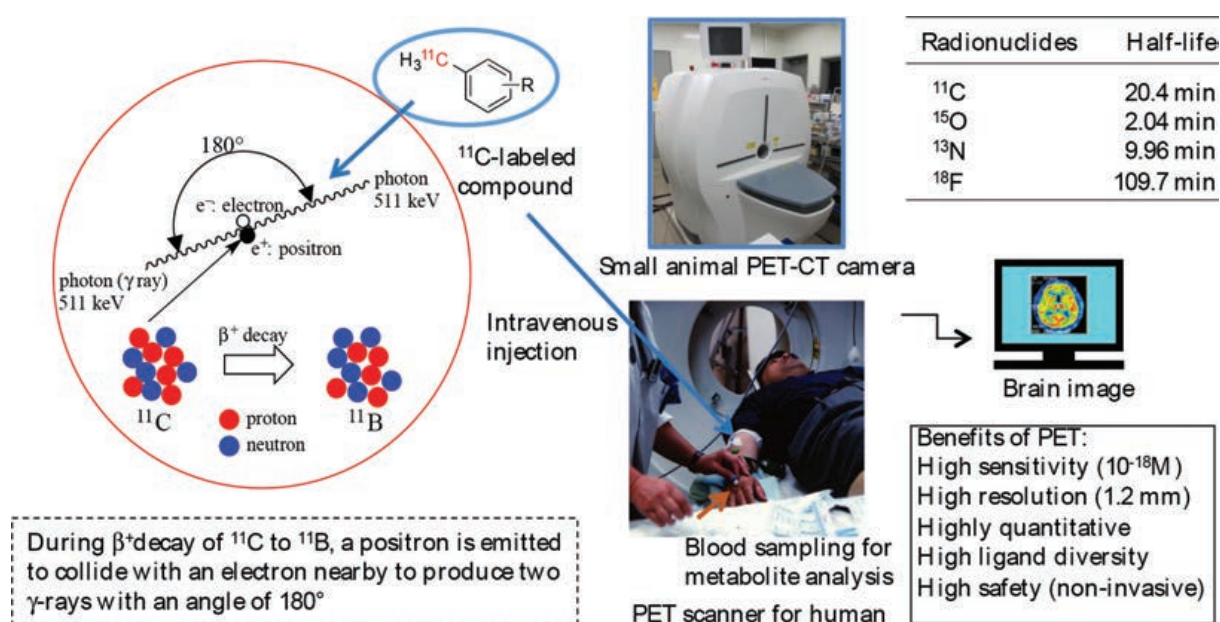 H₃¹¹C
R
¹¹C-labeled
compound
180°
photon
511 keV
e⁻: electron
e⁺: positron
photon (γ ray)
511 keV
β⁺ decay
¹¹C
¹¹B
proton
neutron
During β⁺decay of ¹¹C to ¹¹B, a positron is emitted
to collide with an electron nearby to produce two
γ-rays with an angle of 180°
Small animal PET-CT camera
Intravenous
injection
Blood sampling for
metabolite analysis
PET scanner for human
Radionuclides Half-life
¹¹C 20.4 min
¹⁵O 2.04 min
¹³N 9.96 min
¹⁸F 109.7 min
Brain image
Benefits of PET:
High sensitivity (10⁻¹⁸M)
High resolution (1.2 mm)
Highly quantitative
High ligand diversity
High safety (non-invasive)